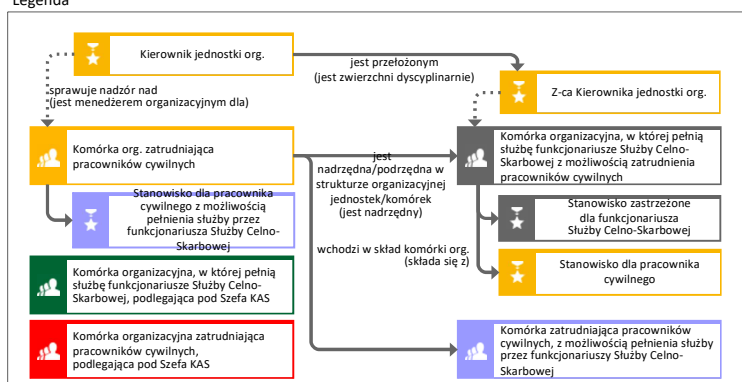 Legenda
Kierownik jednostki org.
jest przełożonym
(jest zwierzchni dyscyplinarnie)
sprawuje nadzór nad
(jest menedżerem organizacyjnym dla)
Z-ca Kierownika jednostki org.
Komórka org. zatrudniająca
pracowników cywilnych
jest
nadrzędna/podrzędna w
strukturze organizacyjnej
jednostek/komórek
(jest nadrzędny)
Komórka organizacyjna, w której pełnią
służbę funkcjonariusze Służby Celno-
Skarbowej z możliwością zatrudnienia
pracowników cywilnych
Stanowisko dla pracownika
cywilnego z możliwością
pełnienia służby przez
funkcjonariusza Służby Celno-
Skarbowej
Stanowisko zastrzeżone
dla funkcjonariusza
Służby Celno-Skarbowej
wchodzi w skład komórki org.
(składa się z)
Stanowisko dla pracownika
cywilnego
Komórka organizacyjna, w której pełnią
służbę funkcjonariusze Służby Celno-
Skarbowej, podlegająca pod Szefa KAS
Komórka organizacyjna zatrudniająca
pracowników cywilnych,
podlegająca pod Szefa KAS
Komórka zatrudniająca pracowników
cywilnych, z możliwością pełnienia służby
przez funkcjonariuszy Służby Celno-
Skarbowej